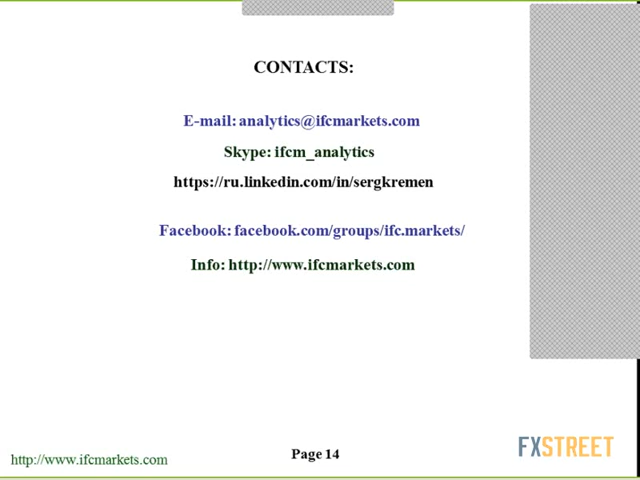 CONTACTS:
E-mail: analytics@ifcmarkets.com
Skype: ifcm_analytics
https://ru.linkedin.com/in/sergkremen
Facebook: facebook.com/groups/ifc.markets/
Info: http://www.ifcmarkets.com
http://www.ifcmarkets.com
Page 14
FXSTREET